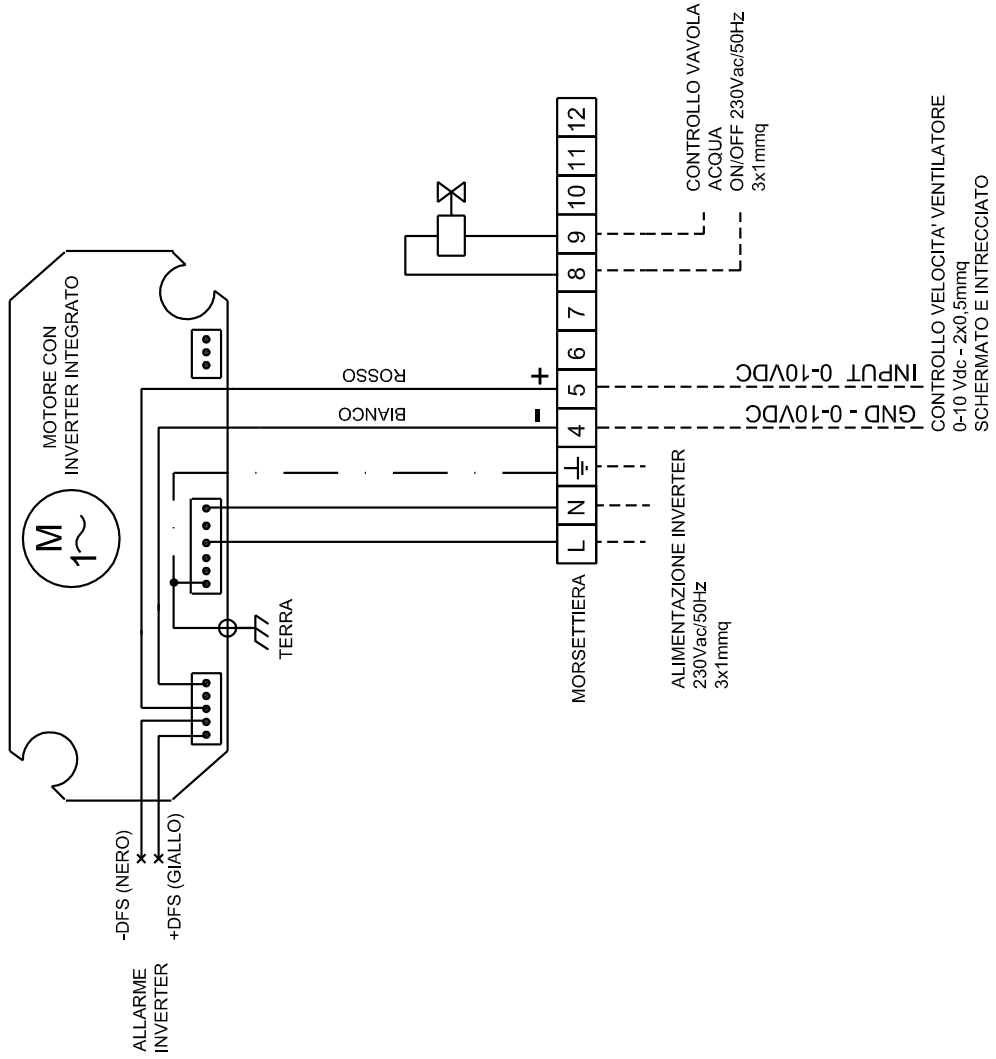 MOTORE CON
INVERTER INTEGRATO
M
1~
-DFS (NERO)
+DFS (GIALLO)
ALLARME
INVERTER
TERRA
ROSSO
BIANCO
+
-
MORSETTIERA
L
N
4
5
6
7
8
9
10
11
12
ALIMENTAZIONE INVERTER
230Vac/50Hz
3x1mmq
GND - 0-10VDC
INPUT 0-10VDC
CONTROLLO VELOCITA' VENTILATORE
0-10 Vdc - 2x0,5mmq
SCHERMATO E INTRECCIATO
CONTROLLO VAVOLA
ACQUA
ON/OFF 230Vac/50Hz
3x1mmq